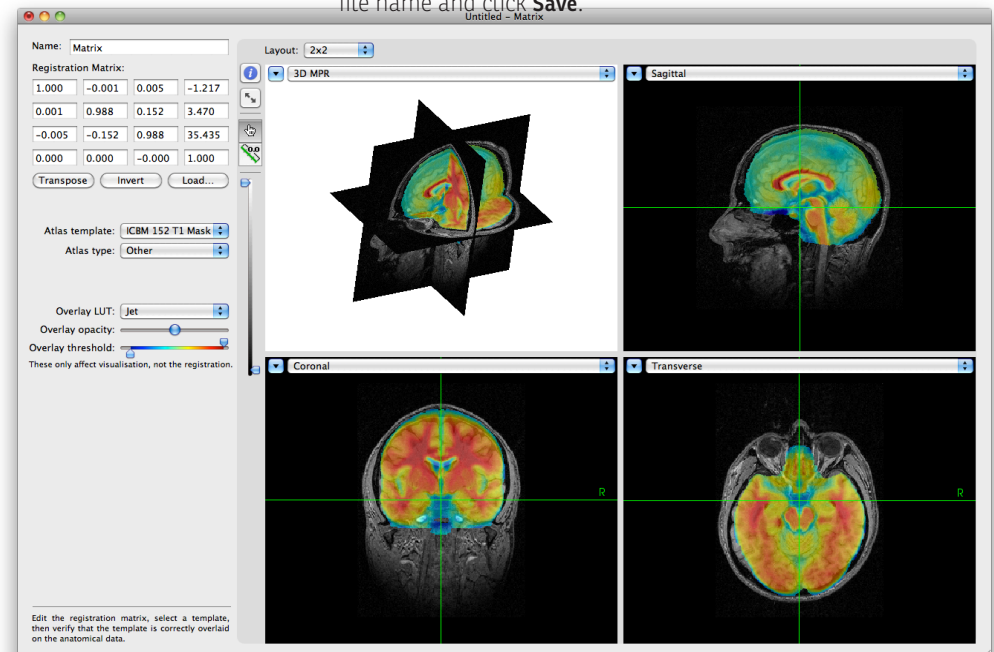 file name and click Save.
Untitled – Matrix
Name: Matrix
Layout: 2x2
Registration Matrix:
1.000 -0.001 0.005 -1.217
0.001 0.988 0.152 3.470
-0.005 -0.152 0.988 35.435
0.000 0.000 -0.000 1.000
Transpose Invert Load...
Atlas template: ICBM 152 T1 Mask
Atlas type: Other
Overlay LUT: Jet
Overlay opacity:
Overlay threshold:
These only affect visualisation, not the registration.
Edit the registration matrix, select a template,
then verify that the template is correctly overlaid
on the anatomical data.
3D MPR
Sagittal
Coronal
R
Transverse
R